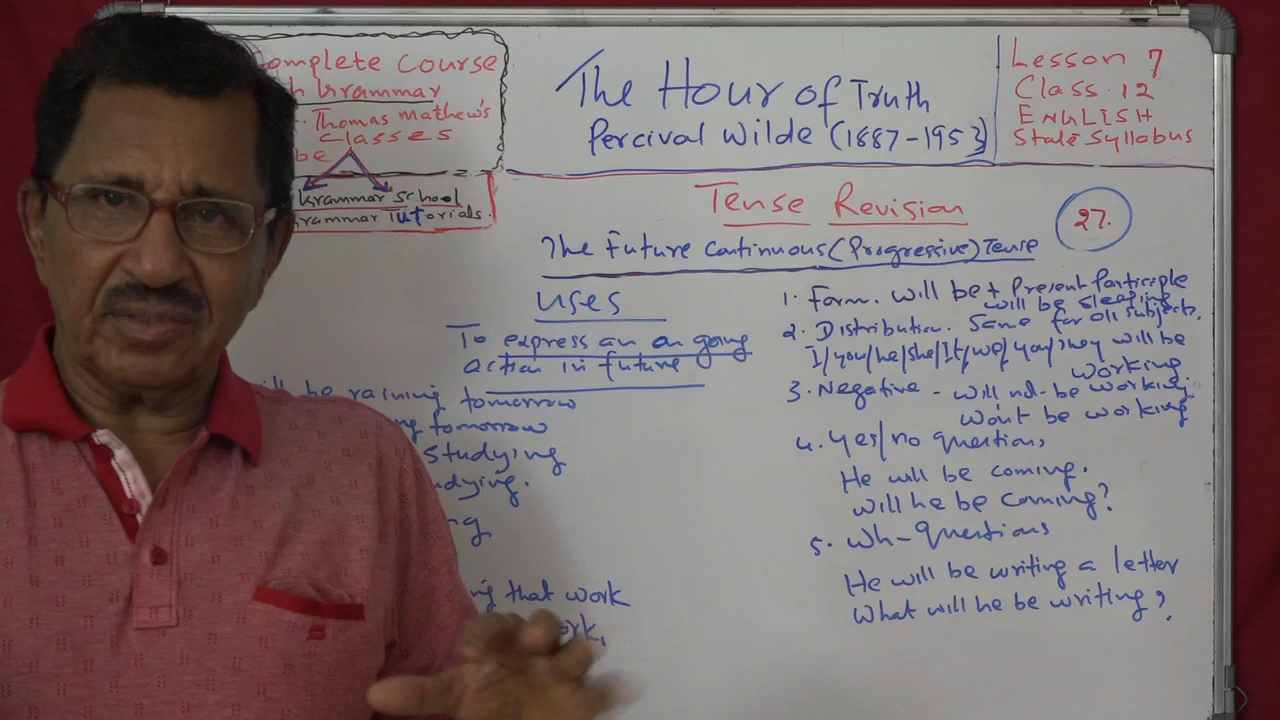 Complete Course
Grammar
Thomas Mathew's
Classes
be
Grammar School
Grammar Tutorials
The Hour of Truth
Percival Wilde (1887-1953)
Lesson 7
Class. 12
ENGLISH
State Syllabus
Tense Revision
27.
The Future Continuous (Progressive) Tense
Uses
To express an on going
action in future
be raining tomorrow
tomorrow
studying
that work
1. Form. will be + Present Participle
will be sleeping
2. Distribution. Same for all subjects.
I/you/he/she/It/we/you/they will be
working
3. Negative - will not be working
won't be working
4. Yes/no questions
He will be coming.
will he be coming?
5. Wh-Questions
He will be writing a letter
What will he be writing?